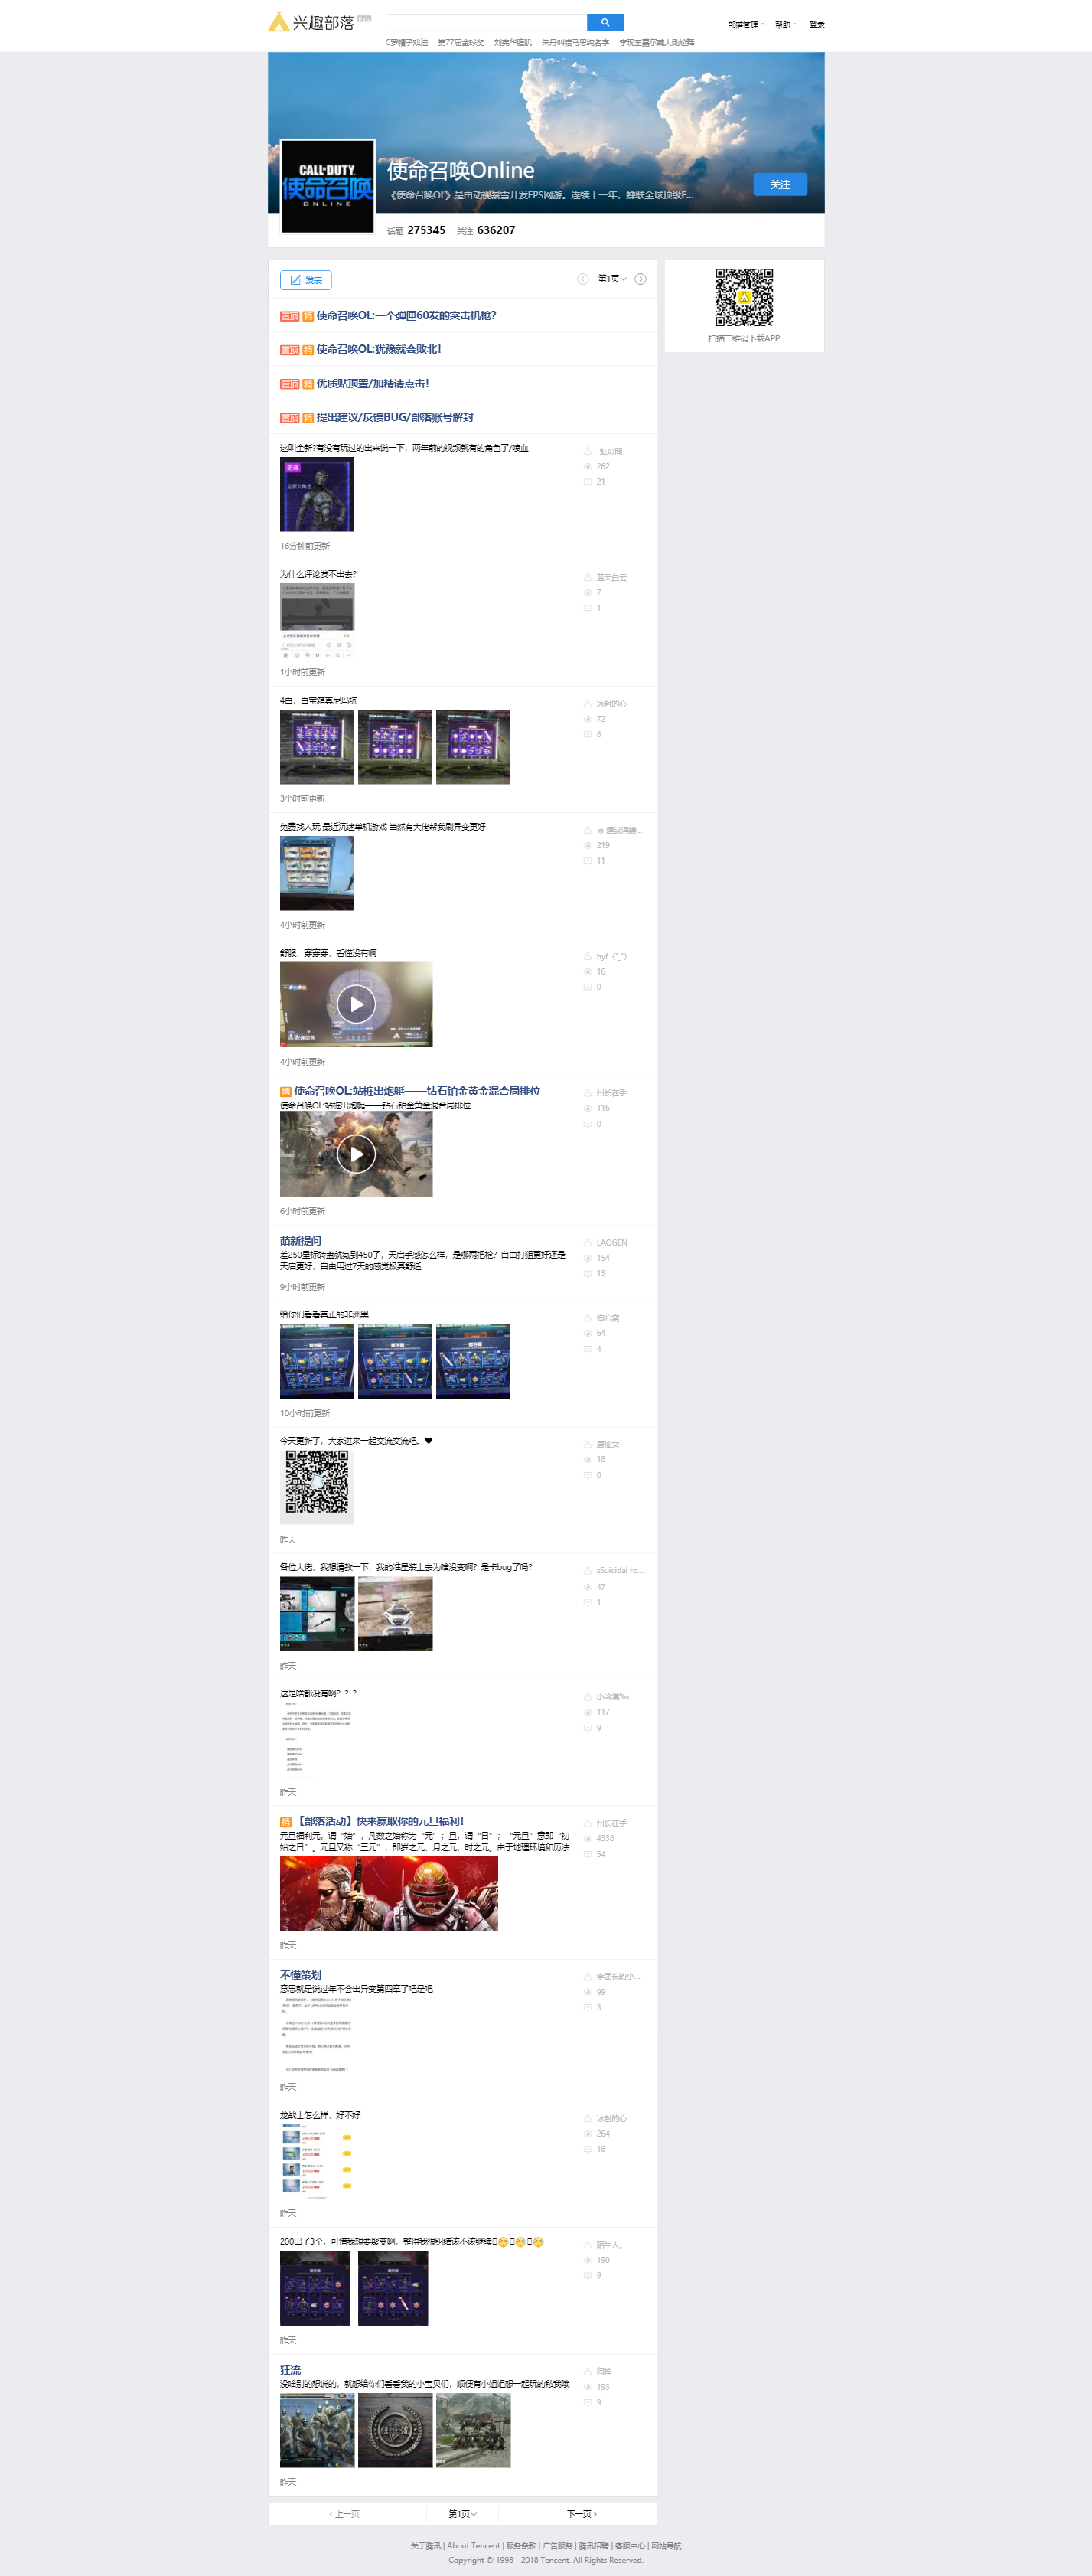 兴趣部落
C罗帽子戏法 第77届金球奖 刘宪华腹肌 朱丹叫错马思纯名字
部落管理 帮助 登录
CALL·DUTY
使命召唤
ONLINE
使命召唤Online
《使命召唤OL》是由动视暴雪开发FPS网游。连续十一年，蝉联全球顶级F...
关注
话题 275345 关注 636207
发表
第1页
扫描二维码下载APP
置顶 精 使命召唤OL:一个弹匣60发的突击机枪?
置顶 精 使命召唤OL:犹豫就会败北!
置顶 精 优质贴顶置/加精请点击!
置顶 精 提出建议/反馈BUG/部落账号解封
这叫全新?有没有玩过的出来说一下，两年前的视频就有的角色了/喷血
262
21
史诗
16分钟前更新
为什么评论发不出去?
蓝天白云
7
1
1小时前更新
4百，百宝箱真尼玛坑
冰封的心
72
8
3小时前更新
免费找人玩 最近沉迷单机游戏 当然有大佬帮我刷异变更好
219
11
4小时前更新
舒服，穿穿穿，看懂没有啊
16
0
4小时前更新
精 使命召唤OL:站桩出炮艇——钻石铂金黄金混合局排位
州长在手
使命召唤OL:站桩出炮艇——钻石铂金黄金混合局排位
116
0
6小时前更新
萌新提问
LAOGEN
差250星标转盘就氪到450了，天启手感怎么样，是哪两把枪？自由打狙更好还是
天启更好，自由用过7天的感觉极其舒适
154
13
9小时前更新
给你们看看真正的非洲黑
64
4
10小时前更新
今天更新了，大家进来一起交流交流吧。❤
18
0
昨天
各位大佬，我想请教一下，我的准星装上去为啥没变啊？是卡bug了吗?
47
1
昨天
这是啥都没有啊？？？
117
9
昨天
精 【部落活动】快来赢取你的元旦福利!
州长在手
元旦福利元，谓“始”，凡数之始称为“元”；旦，谓“日”；“元旦”意即“初
始之日”。元旦又称“三元”，即岁之元、月之元、时之元。由于地理环境和历法
4338
54
昨天
不懂策划
李团长的小...
意思就是说过年不会出异变第四章了吧是吧
99
3
昨天
龙战士怎么样，好不好
冰封的心
264
16
昨天
200出了3个，可惜我想要聚变啊，整得我很纠结该不该继续
陌生人。
190
9
昨天
狂流
没啥别的想说的，就想给你们看看我的小宝贝们，顺便有小姐姐想一起玩的私我哦
193
9
昨天
上一页 第1页 下一页
关于腾讯 | About Tencent | 服务条款 | 广告服务 | 腾讯招聘 | 客服中心 | 网站导航
Copyright © 1998 - 2018 Tencent. All Rights Reserved.